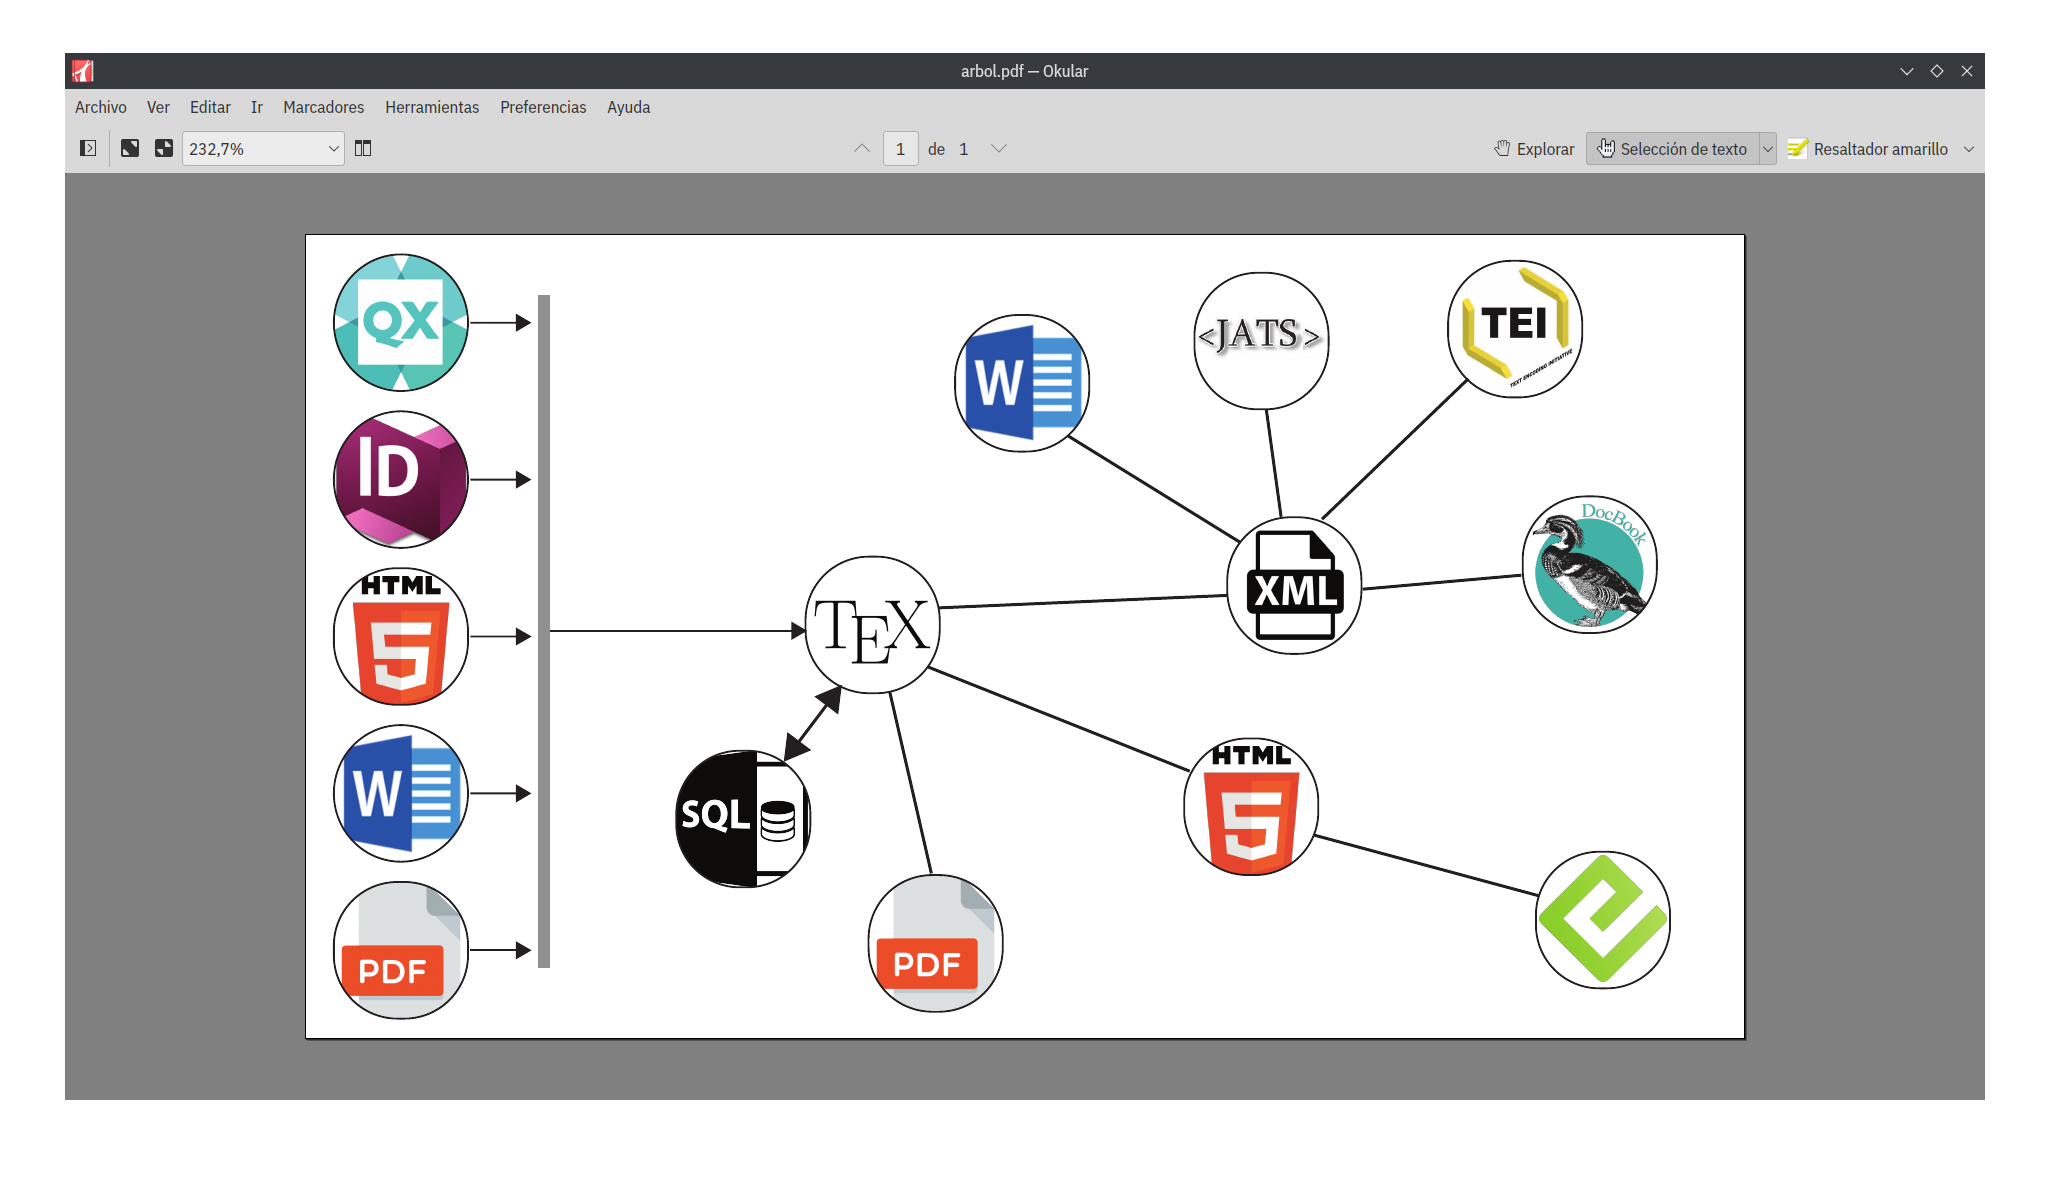 arbol.pdf — Okular
Archivo Ver Editar Ir Marcadores Herramientas Preferencias Ayuda
232,7% 1 de 1 Explorar Selección de texto Resaltador amarillo
QX
ID
HTML
5
W
PDF
TEX
SQL
PDF
W
<JATS>
TEI
TEXT ENCODING INITIATIVE
XML
DocBook
HTML
5
e